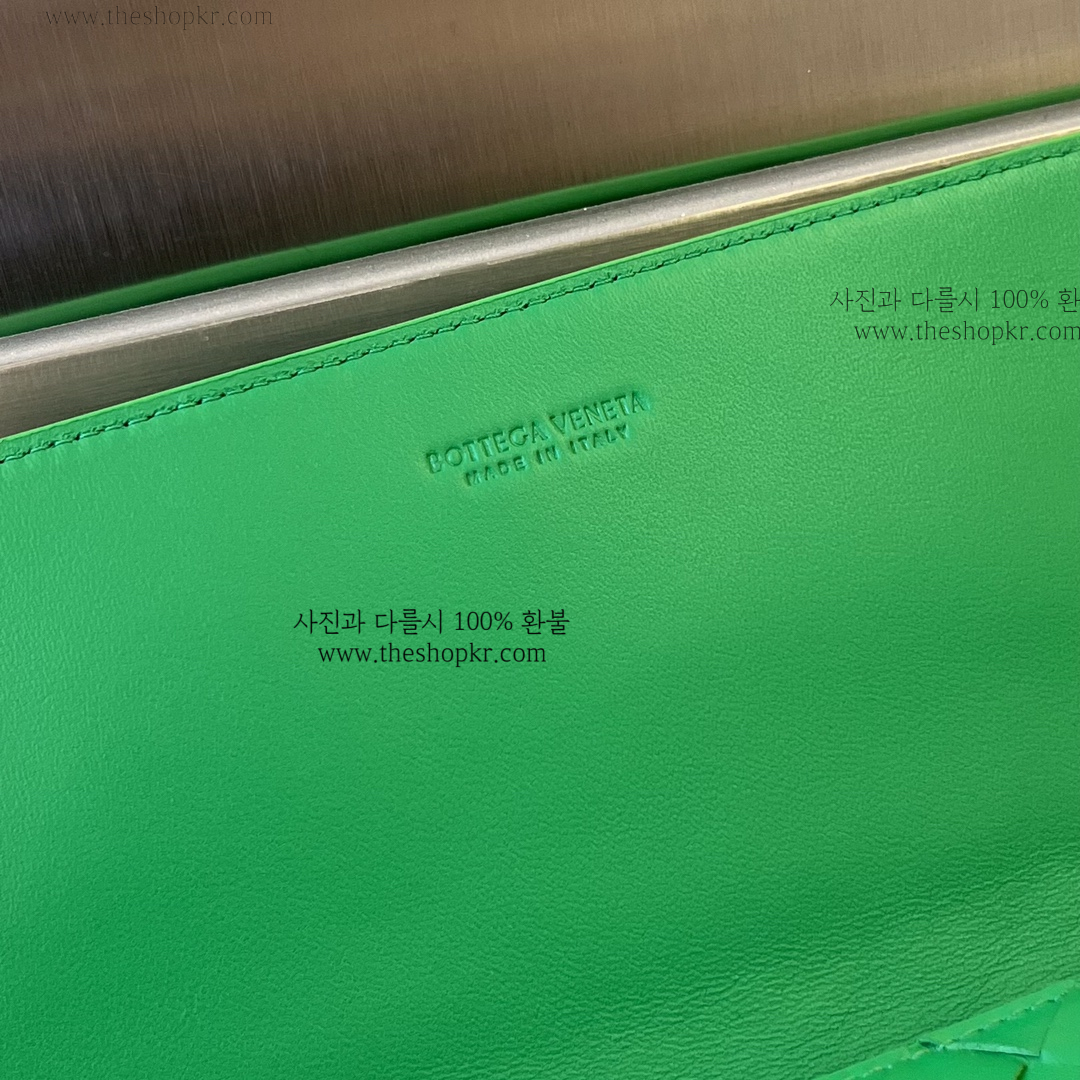 www.theshopkr.com
사진과 다를시 100% 환
www.theshopkr.com
BOTTEGA VENETA
MADE IN ITALY
사진과 다를시 100% 환불
www.theshopkr.com